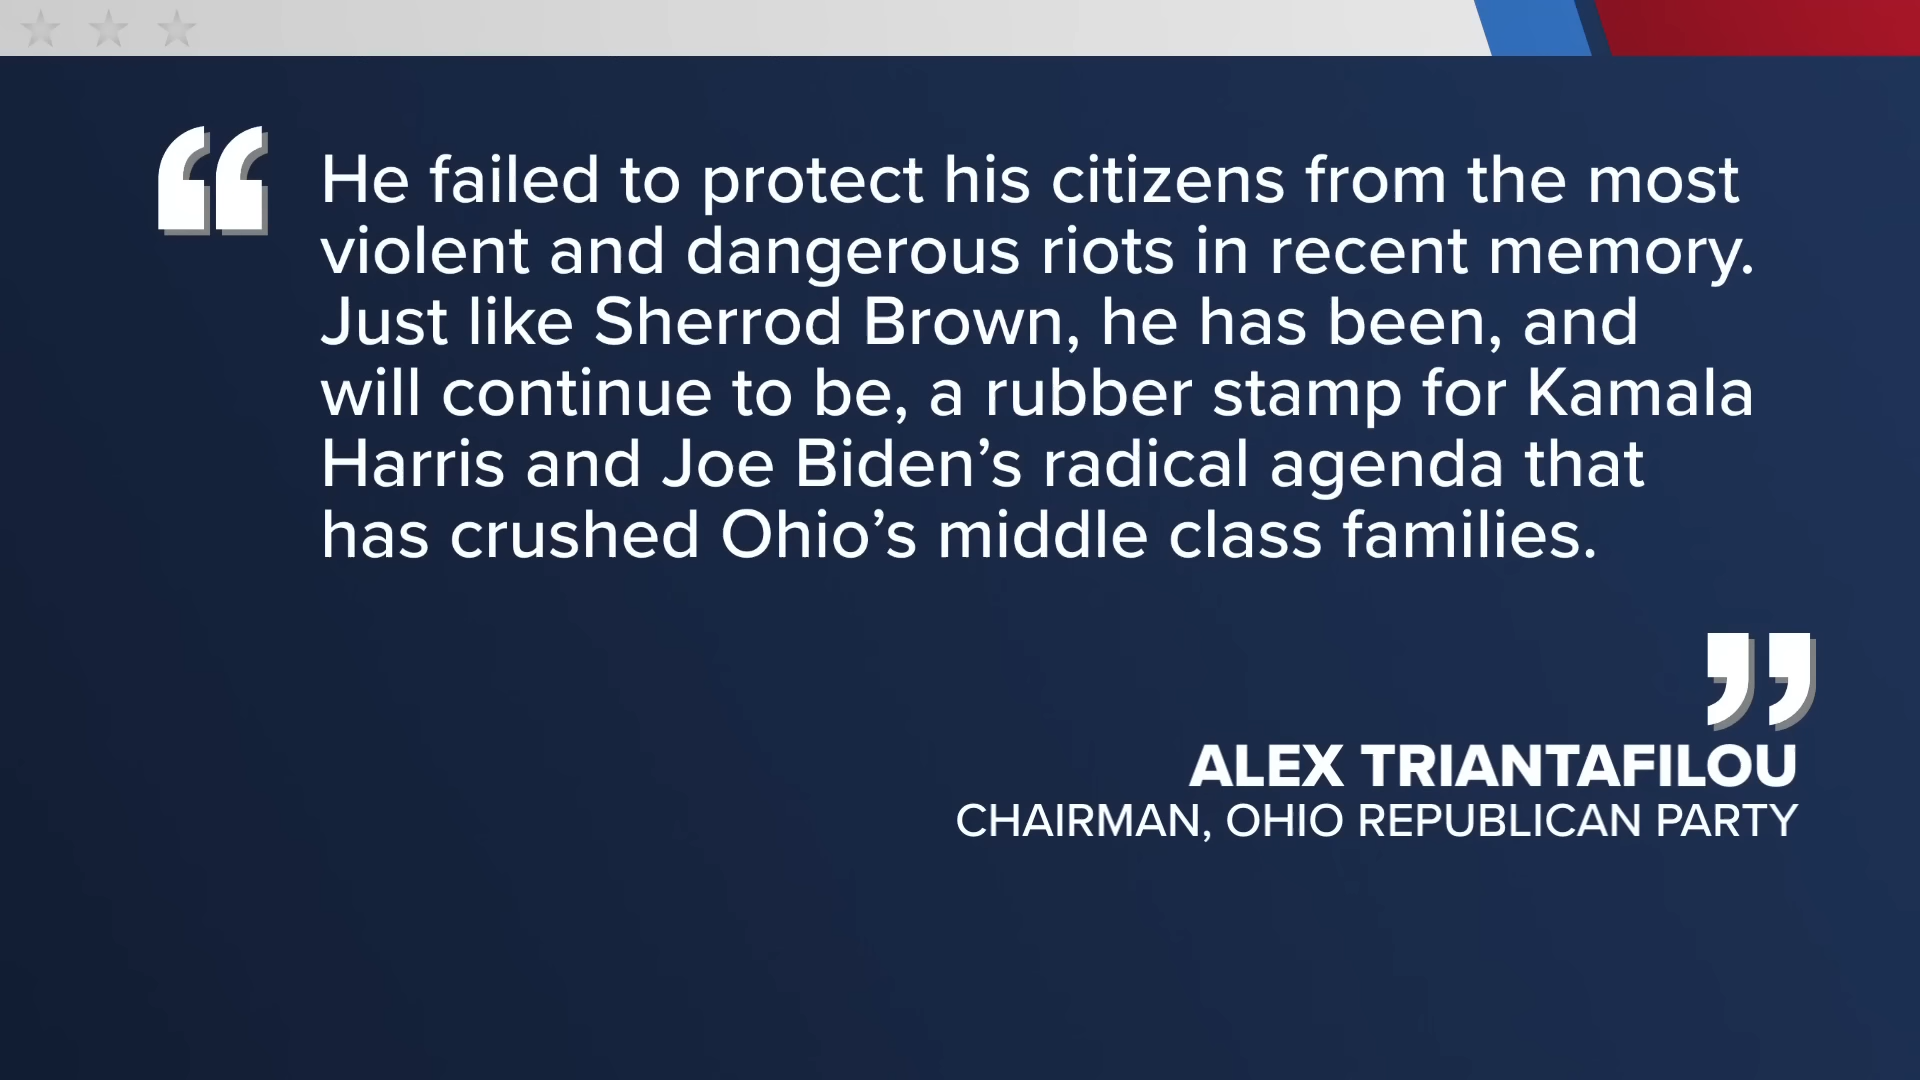 “
He failed to protect his citizens from the most
violent and dangerous riots in recent memory.
Just like Sherrod Brown, he has been, and
will continue to be, a rubber stamp for Kamala
Harris and Joe Biden’s radical agenda that
has crushed Ohio’s middle class families.
”
ALEX TRIANTAFILOU
CHAIRMAN, OHIO REPUBLICAN PARTY